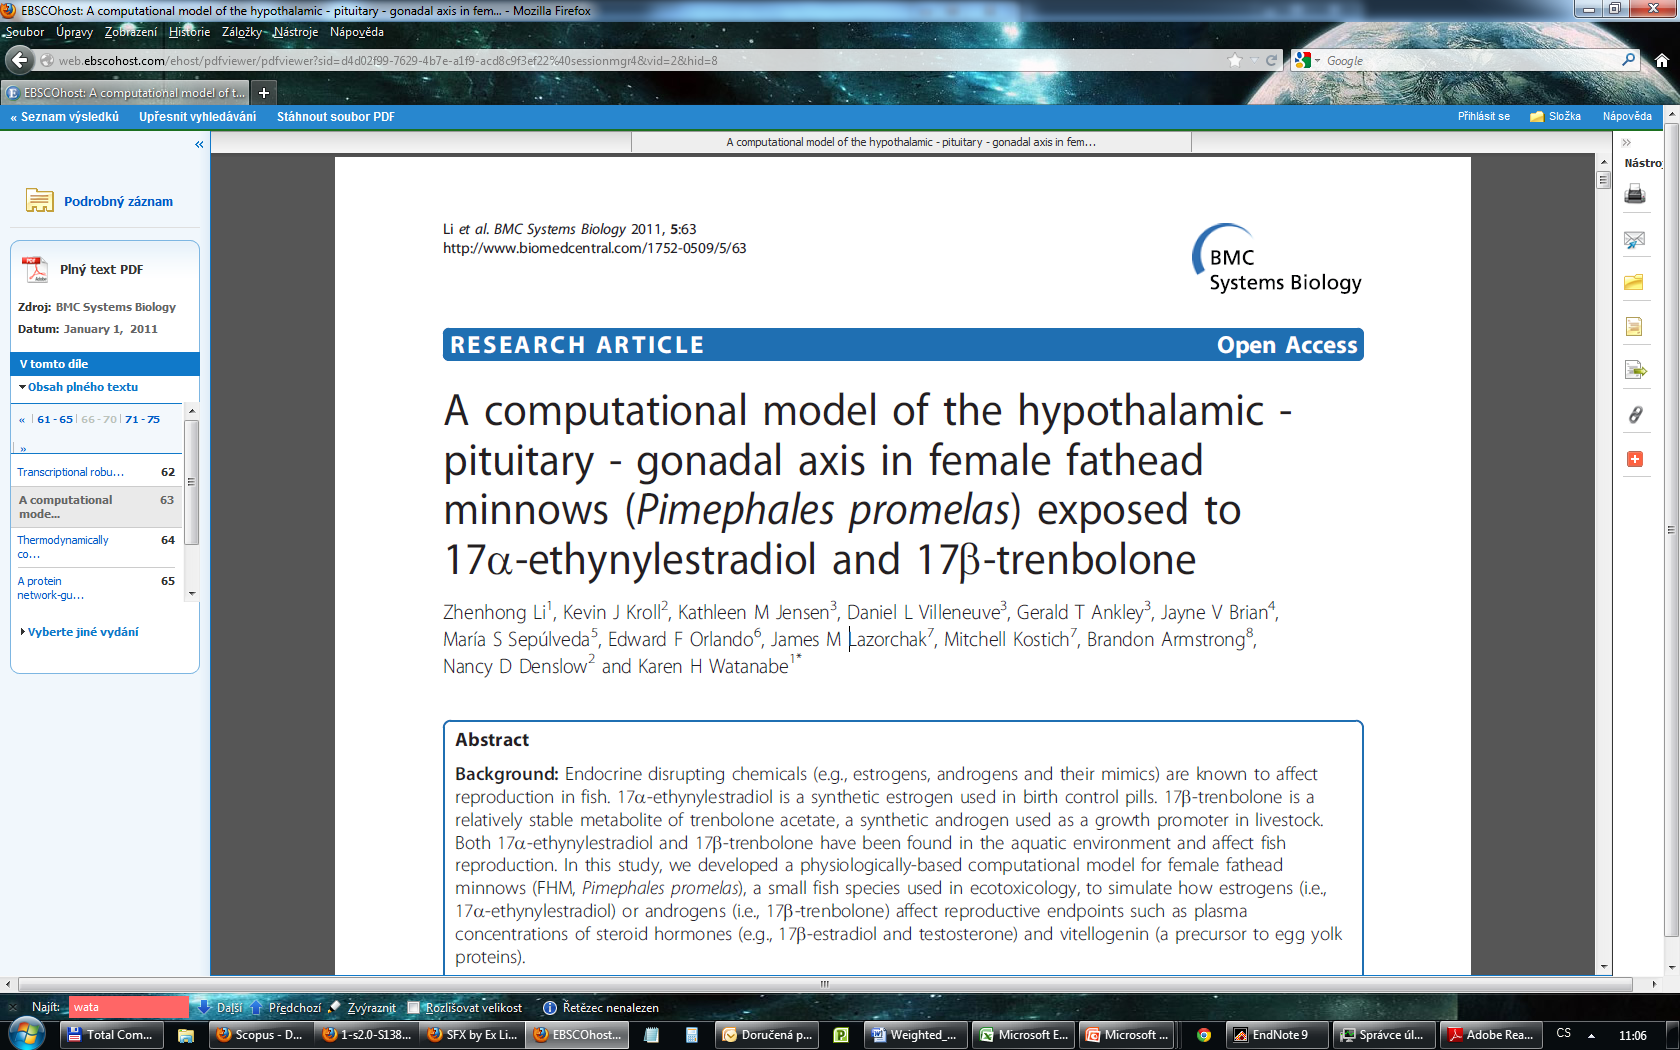 EBSCOhost: A computational model of the hypothalamic - pituitary - gonadal axis in fem... - Mozilla Firefox
Soubor Úpravy Zobrazení Historie Záložky Nástroje Nápověda
web.ebscohost.com/ehost/pdfviewer/pdfviewer?sid=d4d02f99-7629-4b7e-a1f9-acd8c9f3ef22%40sessionmgr4&vid=2&hid=8
Google
EBSCOhost: A computational model of t...
« Seznam výsledků Upřesnit vyhledávání Stáhnout soubor PDF
Přihlásit se Složka Nápověda
A computational model of the hypothalamic - pituitary - gonadal axis in fem...
«
Podrobný záznam
Plný text PDF
Zdroj: BMC Systems Biology
Datum: January 1, 2011
V tomto díle
Obsah plného textu
« | 61 - 65 | 66 - 70 | 71 - 75
| »
Transcriptional robu... 62
A computational mode... 63
Thermodynamically co... 64
A protein network-gu... 65
Vyberte jiné vydání
»
Nástroj
Li et al. BMC Systems Biology 2011, 5:63
http://www.biomedcentral.com/1752-0509/5/63
BMC
Systems Biology
RESEARCH ARTICLE Open Access
A computational model of the hypothalamic -
pituitary - gonadal axis in female fathead
minnows (Pimephales promelas) exposed to
17α-ethynylestradiol and 17β-trenbolone
Zhenhong Li1, Kevin J Kroll2, Kathleen M Jensen3, Daniel L Villeneuve3, Gerald T Ankley3, Jayne V Brian4,
María S Sepúlveda5, Edward F Orlando6, James M Lazorchak7, Mitchell Kostich7, Brandon Armstrong8,
Nancy D Denslow2 and Karen H Watanabe1*
Abstract
Background: Endocrine disrupting chemicals (e.g., estrogens, androgens and their mimics) are known to affect
reproduction in fish. 17α-ethynylestradiol is a synthetic estrogen used in birth control pills. 17β-trenbolone is a
relatively stable metabolite of trenbolone acetate, a synthetic androgen used as a growth promoter in livestock.
Both 17α-ethynylestradiol and 17β-trenbolone have been found in the aquatic environment and affect fish
reproduction. In this study, we developed a physiologically-based computational model for female fathead
minnows (FHM, Pimephales promelas), a small fish species used in ecotoxicology, to simulate how estrogens (i.e.,
17α-ethynylestradiol) or androgens (i.e., 17β-trenbolone) affect reproductive endpoints such as plasma
concentrations of steroid hormones (e.g., 17β-estradiol and testosterone) and vitellogenin (a precursor to egg yolk
proteins).
Najít: wata Další Předchozí Zvýraznit Rozlišovat velikost Řetězec nenalezen
Total Com... Scopus - D... 1-s2.0-S138... SFX by Ex Li... EBSCOhost... Doručená p... Weighted_... Microsoft E... Microsoft ... EndNote 9 Správce úl... Adobe Rea... CS 11:06